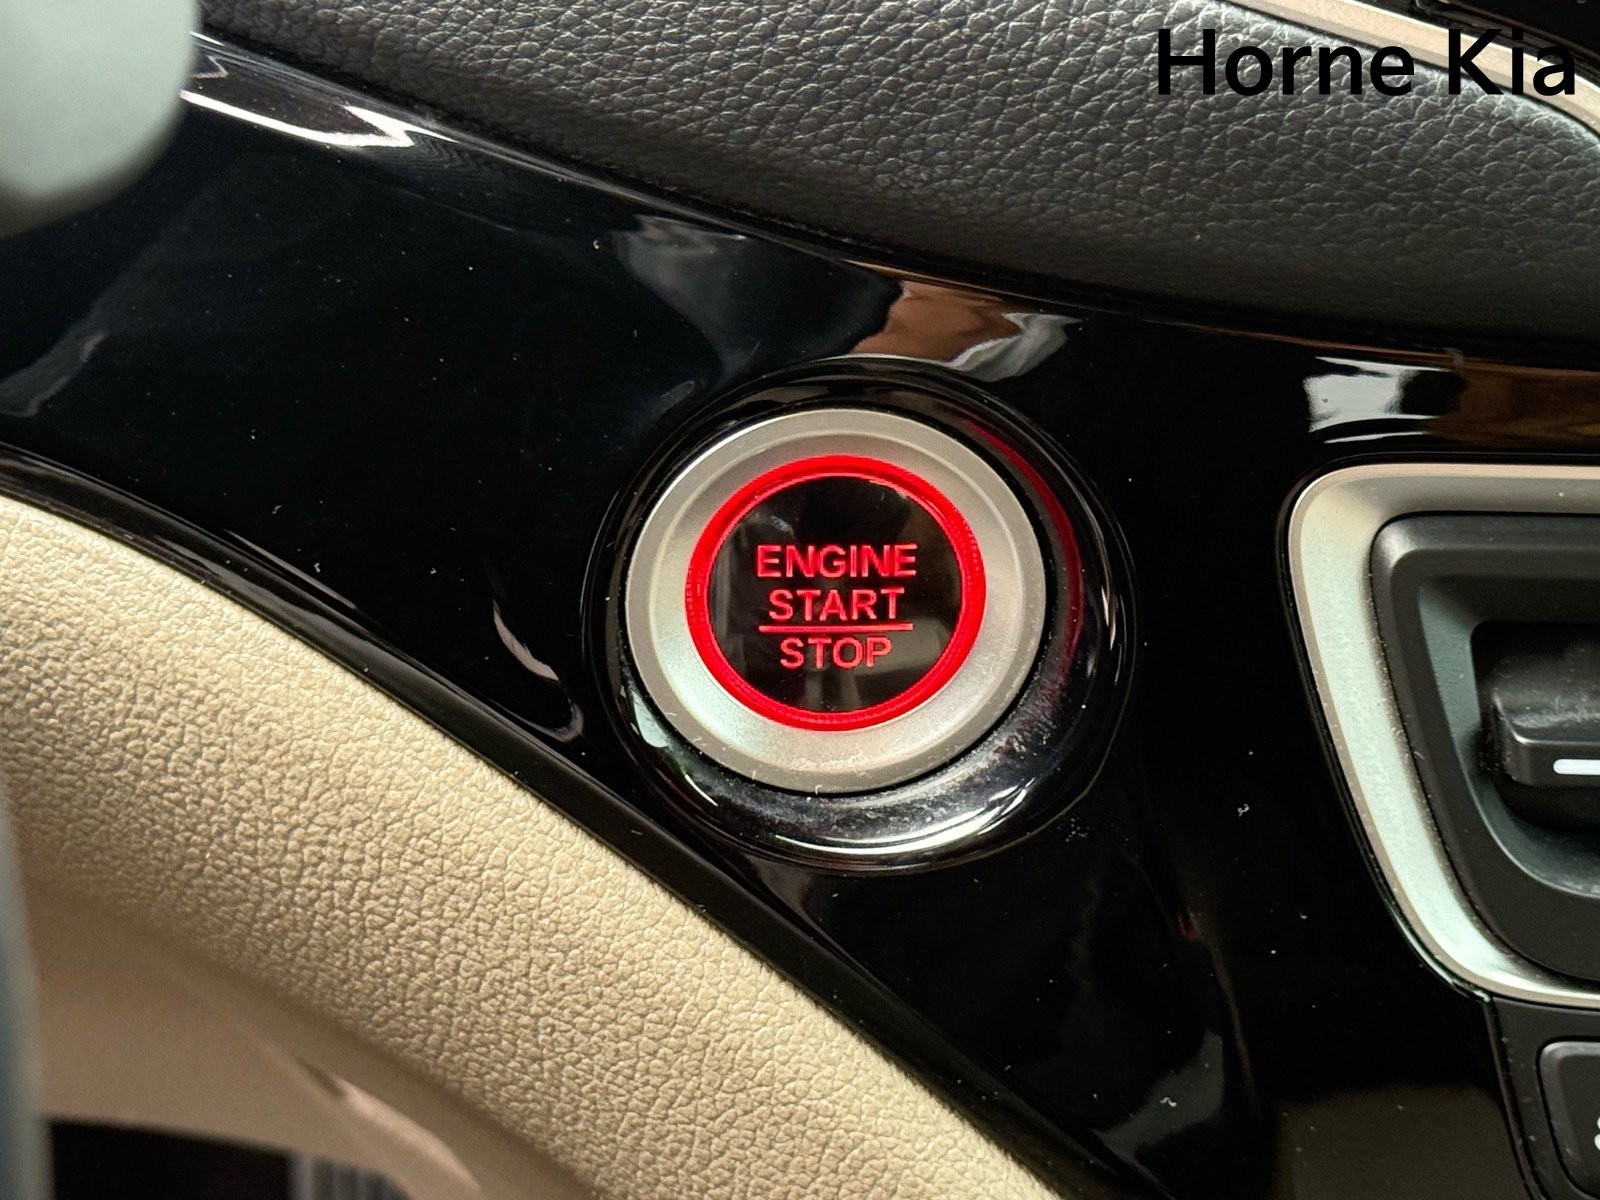 Horne Kia
ENGINE
START
STOP